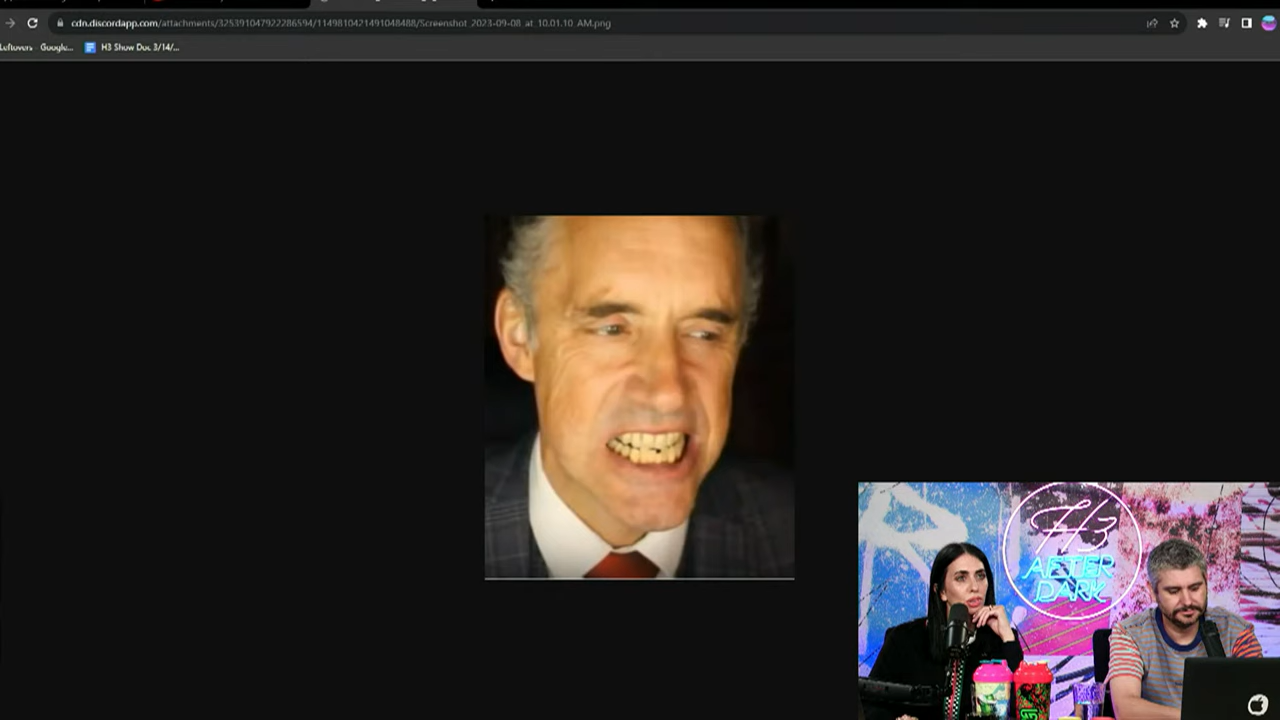 cdn.discordapp.com/attachments/325391047922286594/1149810421491048488/Screenshot_2023-09-08_at_10.01.10_AM.png
Leftovers - Google...
H3 Show Doc 3/14/...
H3
AFTER
DARK